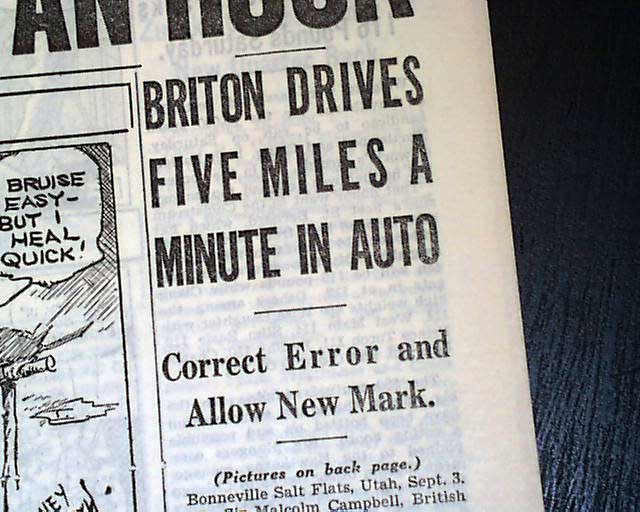 AN HOUR
BRITON DRIVES
FIVE MILES A
MINUTE IN AUTO
Correct Error and
Allow New Mark.
(Pictures on back page.)
Bonneville Salt Flats, Utah, Sept. 3.
Sir Malcolm Campbell, British
BRUISE
EASY-
BUT I
HEAL
QUICK!